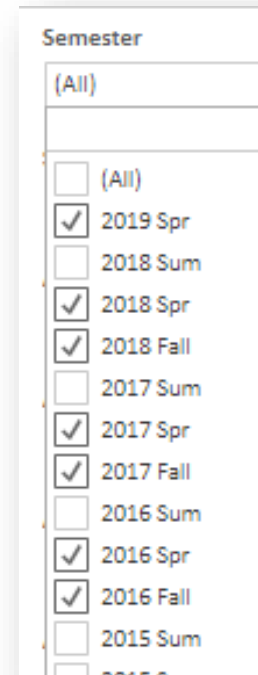 Semester
(All)
(All)
2019 Spr
2018 Sum
2018 Spr
2018 Fall
2017 Sum
2017 Spr
2017 Fall
2016 Sum
2016 Spr
2016 Fall
2015 Sum